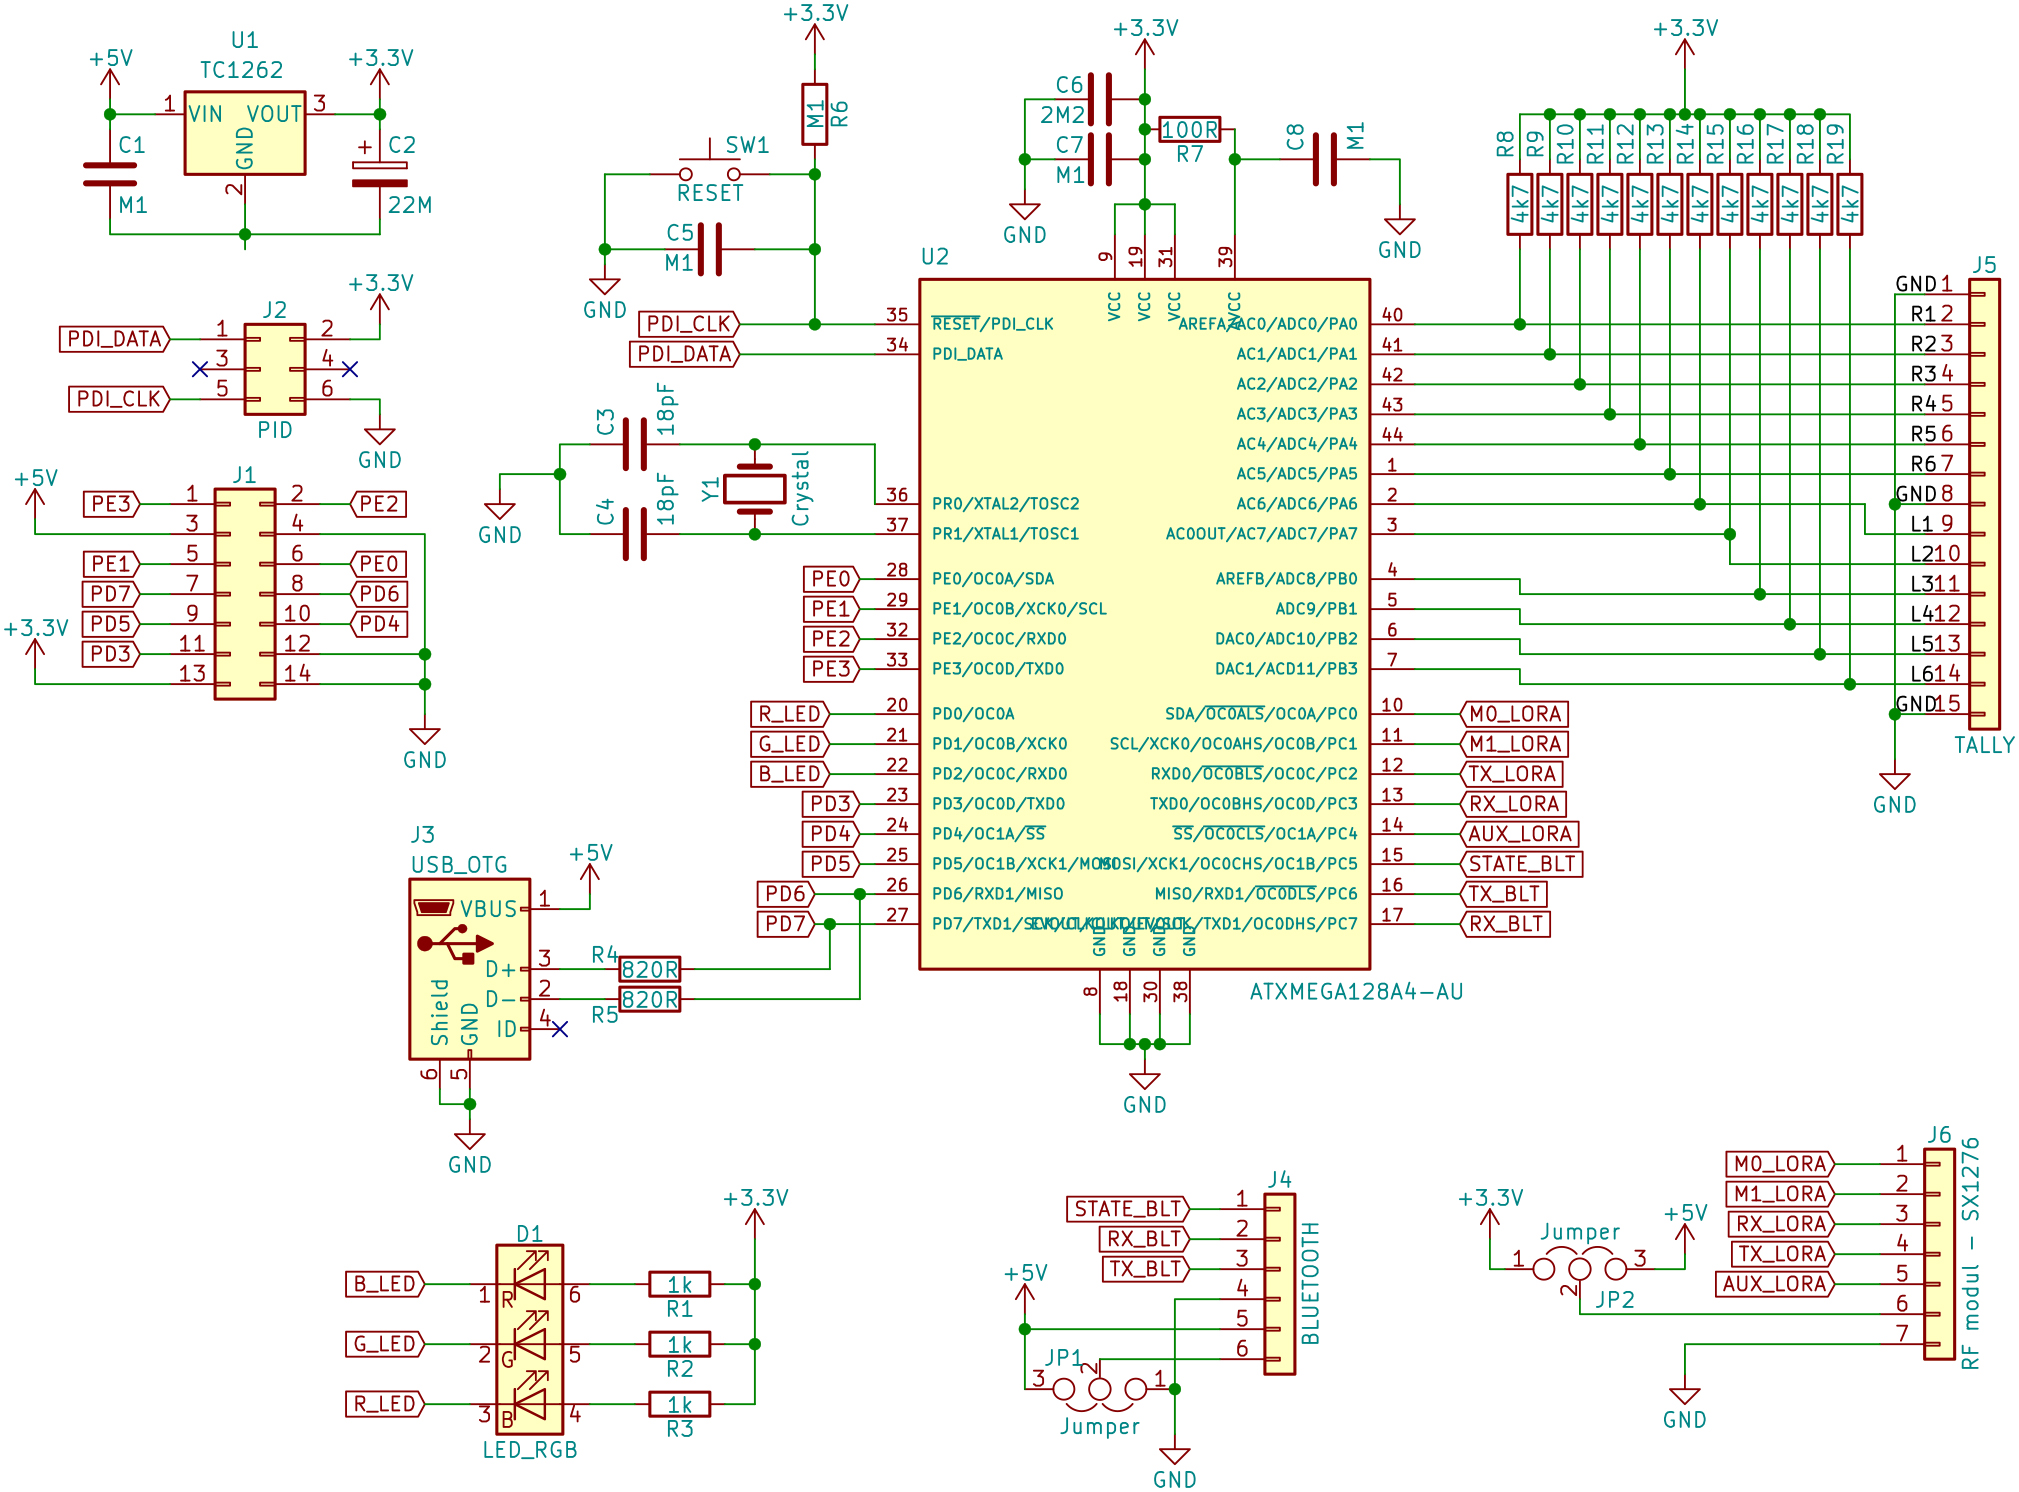 U1
TC1262
+5V
+3.3V
1 VIN VOUT 3
GND
2
C1
M1
C2
+
22M
J2
+3.3V
PDI_DATA 1 2
3 4
PDI_CLK 5 6
PID
GND
J1
+5V
PE3 1 2 PE2
3 4
PE1 5 6 PE0
PD7 7 8 PD6
PD5 9 10 PD4
+3.3V
PD3 11 12
13 14
GND
+3.3V
M1
R6
SW1
RESET
C5
M1
GND
PDI_CLK
PDI_DATA
C3
18pF
Y1
Crystal
C4
18pF
GND
+3.3V
C6
2M2
C7
M1
GND
100R
R7
C8
M1
GND
U2
9 19 31 39
VCC VCC VCC VCC
35 RESET/PDI_CLK
34 PDI_DATA
36 PR0/XTAL2/TOSC2
37 PR1/XTAL1/TOSC1
PE0 28 PE0/OC0A/SDA
PE1 29 PE1/OC0B/XCK0/SCL
PE2 32 PE2/OC0C/RXD0
PE3 33 PE3/OC0D/TXD0
R_LED 20 PD0/OC0A
G_LED 21 PD1/OC0B/XCK0
B_LED 22 PD2/OC0C/RXD0
PD3 23 PD3/OC0D/TXD0
PD4 24 PD4/OC1A/SS
PD5 25 PD5/OC1B/XCK1/MOSI
PD6 26 PD6/RXD1/MISO
PD7 27 PD7/TXD1/
AREFA/AC0/ADC0/PA0 40
AC1/ADC1/PA1 41
AC2/ADC2/PA2 42
AC3/ADC3/PA3 43
AC4/ADC4/PA4 44
AC5/ADC5/PA5 1
AC6/ADC6/PA6 2
AC0OUT/AC7/ADC7/PA7 3
AREFB/ADC8/PB0 4
ADC9/PB1 5
DAC0/ADC10/PB2 6
DAC1/ACD11/PB3 7
SDA/OC0ALS/OC0A/PC0 10 M0_LORA
SCL/XCK0/OC0AHS/OC0B/PC1 11 M1_LORA
RXD0/OC0BLS/OC0C/PC2 12 TX_LORA
TXD0/OC0BHS/OC0D/PC3 13 RX_LORA
SS/OC0CLS/OC1A/PC4 14 AUX_LORA
MOSI/XCK1/OC0CHS/OC1B/PC5 15 STATE_BLT
MISO/RXD1/OC0DLS/PC6 16 TX_BLT
/TXD1/OC0DHS/PC7 17 RX_BLT
GND GND GND GND
8 18 30 38
ATXMEGA128A4-AU
GND
+3.3V
R8 R9 R10 R11 R12 R13 R14 R15 R16 R17 R18 R19
4k7 4k7 4k7 4k7 4k7 4k7 4k7 4k7 4k7 4k7 4k7 4k7
J5
GND 1
R1 2
R2 3
R3 4
R4 5
R5 6
R6 7
GND 8
L1 9
L2 10
L3 11
L4 12
L5 13
L6 14
GND 15
TALLY
GND
J3
USB_OTG
+5V
VBUS 1
D+ 3
D- 2
ID 4
Shield
GND
6 5
GND
R4
820R
820R
R5
+3.3V
D1
B_LED 1 R 6 1k
R1
G_LED 2 G 5 1k
R2
R_LED 3 B 4 1k
R3
LED_RGB
J4
STATE_BLT 1
RX_BLT 2
TX_BLT 3
4
5
6
BLUETOOTH
+5V
JP1
3 2 1
Jumper
GND
+3.3V
Jumper
+5V
1 2 3
JP2
J6
M0_LORA 1
M1_LORA 2
RX_LORA 3
TX_LORA 4
AUX_LORA 5
6
7
RF modul - SX1276
GND